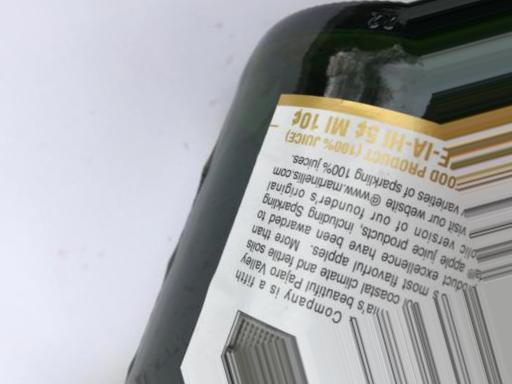 Company is a fifth
nia's beautiful Pajaro Valley
coastal climate and fertile soils
s most flavorful apples. More than
excellence have been awarded to
apple juice products, including Sparkling
version of our founder's original
visit our website @www.martinellis.com
varieties of sparkling 100% juices.
OOD PRODUCT (100% JUICE)
E-IA-HI 5¢ MI 10¢
22